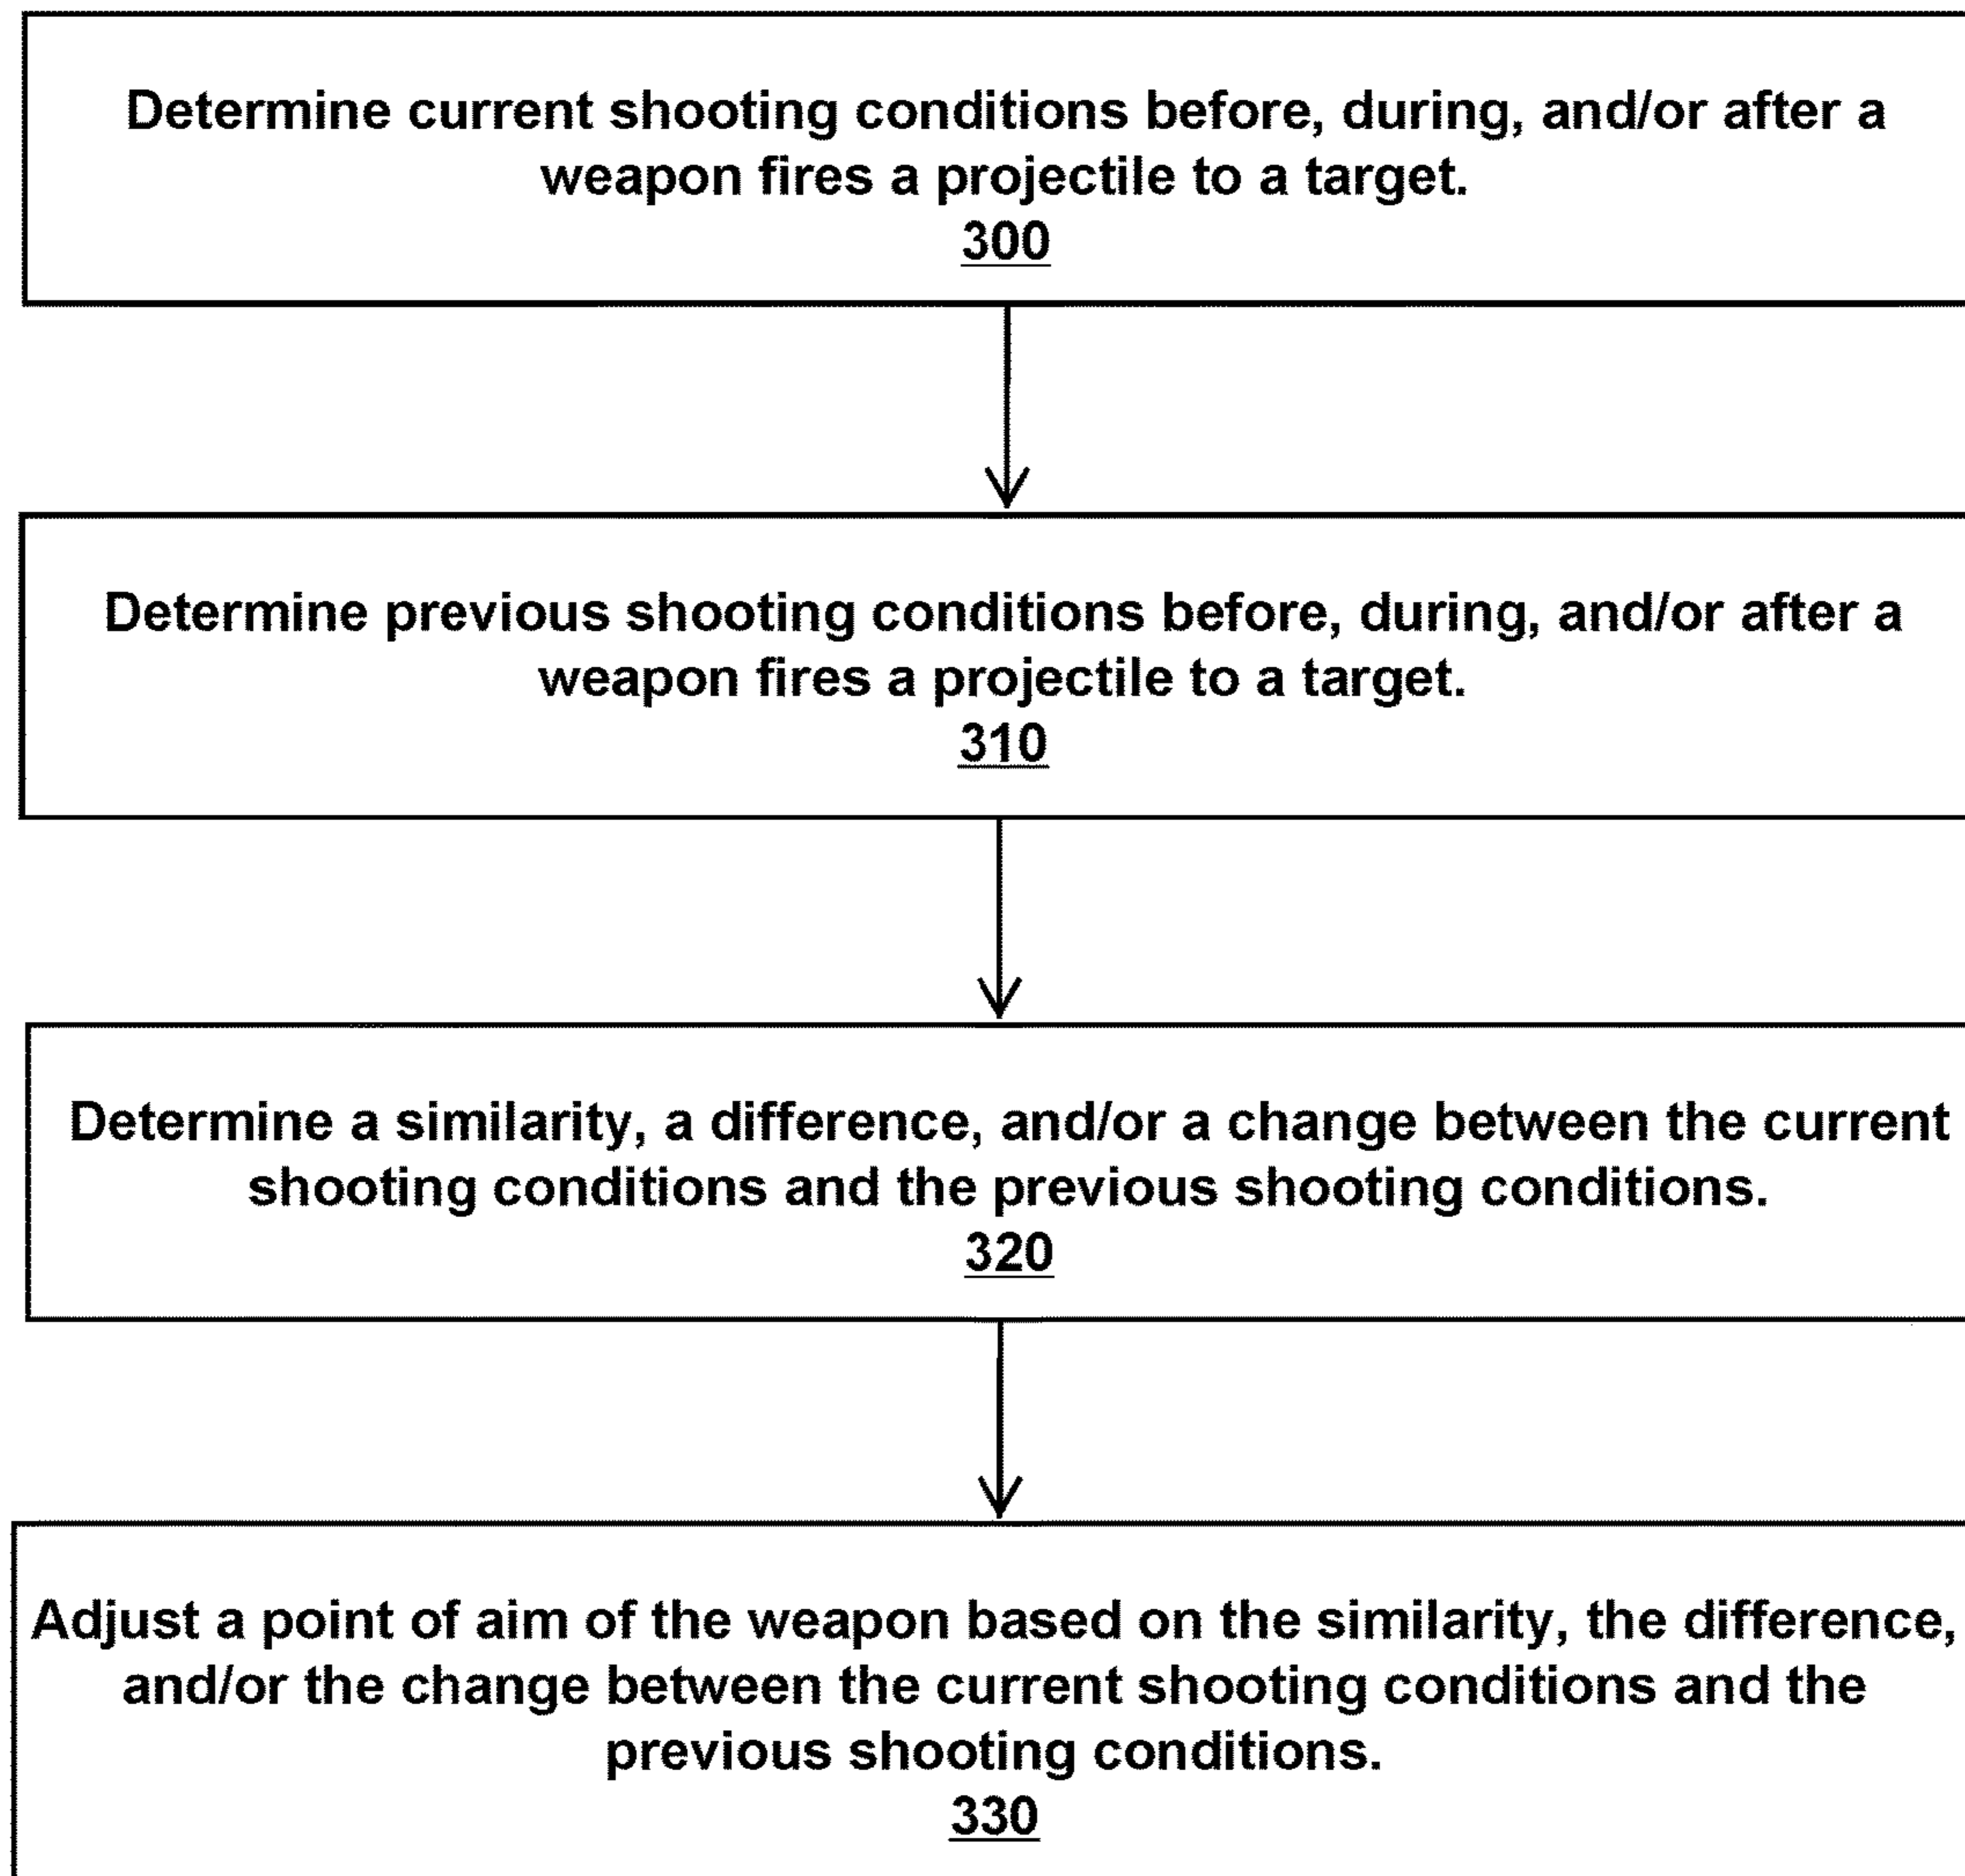 Determine current shooting conditions before, during, and/or after a
weapon fires a projectile to a target.
300
Determine previous shooting conditions before, during, and/or after a
weapon fires a projectile to a target.
310
Determine a similarity, a difference, and/or a change between the current
shooting conditions and the previous shooting conditions.
320
Adjust a point of aim of the weapon based on the similarity, the difference,
and/or the change between the current shooting conditions and the
previous shooting conditions.
330